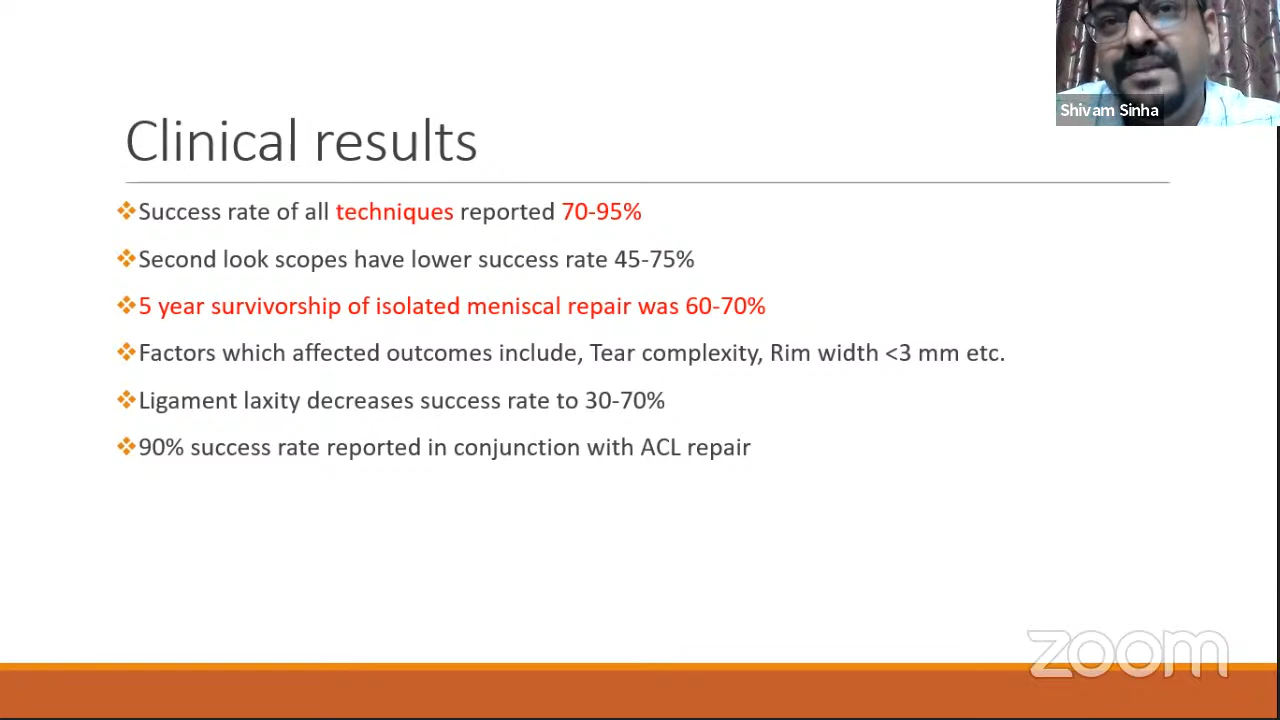 Shivam Sinha
Clinical results
Success rate of all techniques reported 70-95%
Second look scopes have lower success rate 45-75%
5 year survivorship of isolated meniscal repair was 60-70%
Factors which affected outcomes include, Tear complexity, Rim width <3 mm etc.
Ligament laxity decreases success rate to 30-70%
90% success rate reported in conjunction with ACL repair
zoom